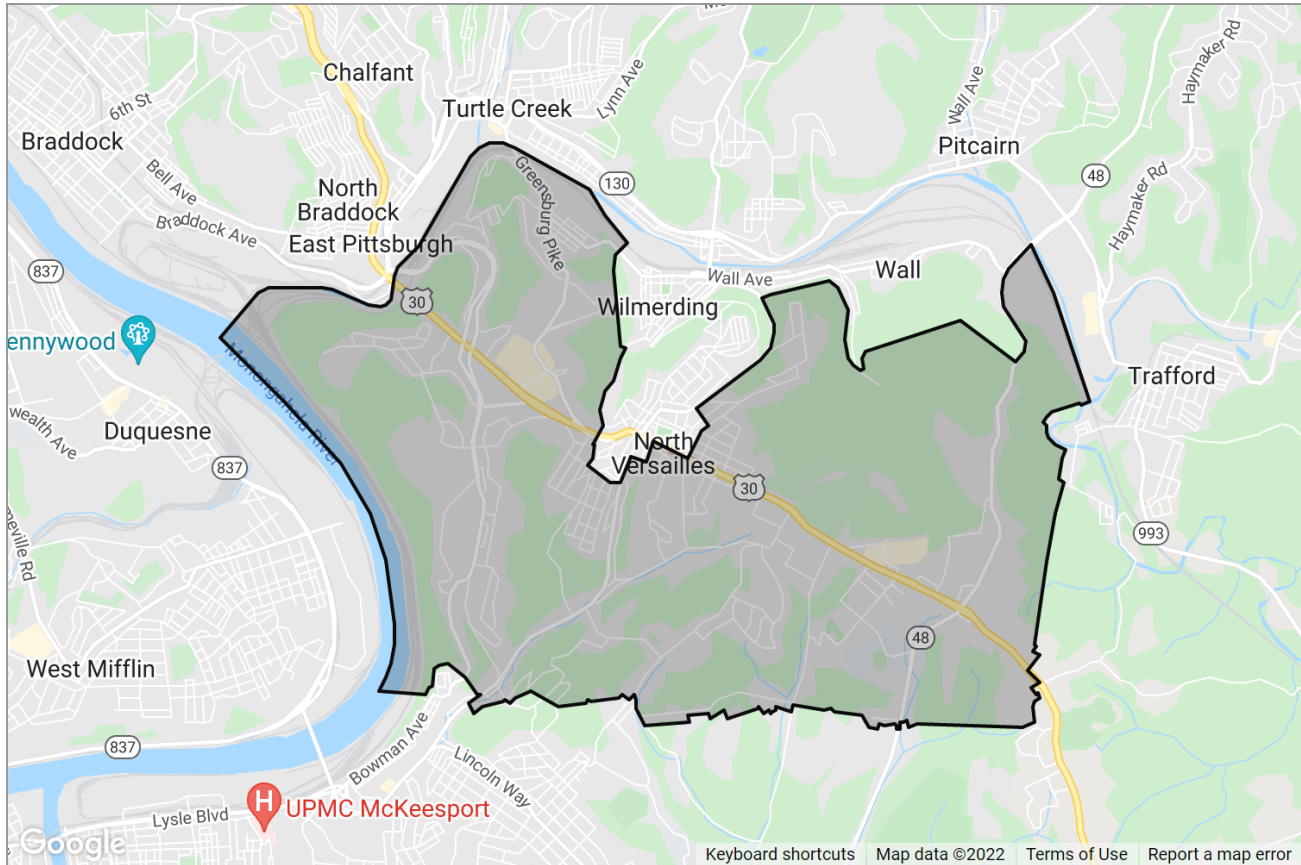 Chalfant
Turtle Creek
Lynn Ave
Wall Ave
Haymaker Rd
6th St
Braddock
Bell Ave
130
Pitcairn
48
Haymaker Rd
North
Braddock
Greensburg Pike
Braddock Ave
East Pittsburgh
837
30
Wall Ave
Wall
Wilmerding
ennywood
Monongahela River
Trafford
wealth Ave
Duquesne
837
North
Versailles
30
993
meville Rd
48
West Mifflin
837
Bowman Ave
Lincoln Way
H
UPMC McKeesport
Lysle Blvd
Google
Keyboard shortcuts
Map data ©2022
Terms of Use
Report a map error